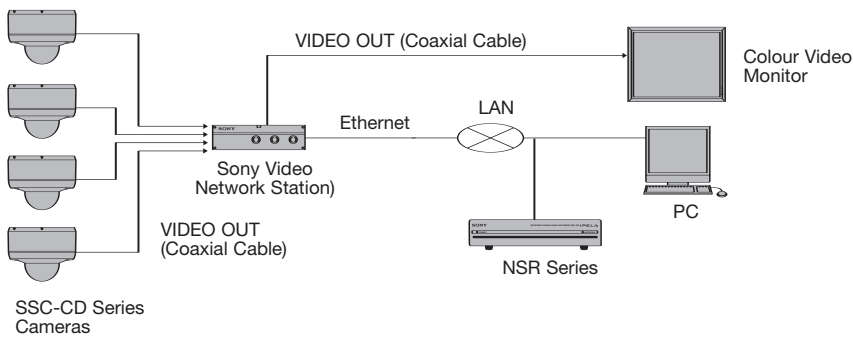 VIDEO OUT (Coaxial Cable)
Colour Video
Monitor
SONY
Ethernet
LAN
Sony Video
Network Station)
PC
VIDEO OUT
(Coaxial Cable)
SONY
IPELA
NSR Series
SSC-CD Series
Cameras